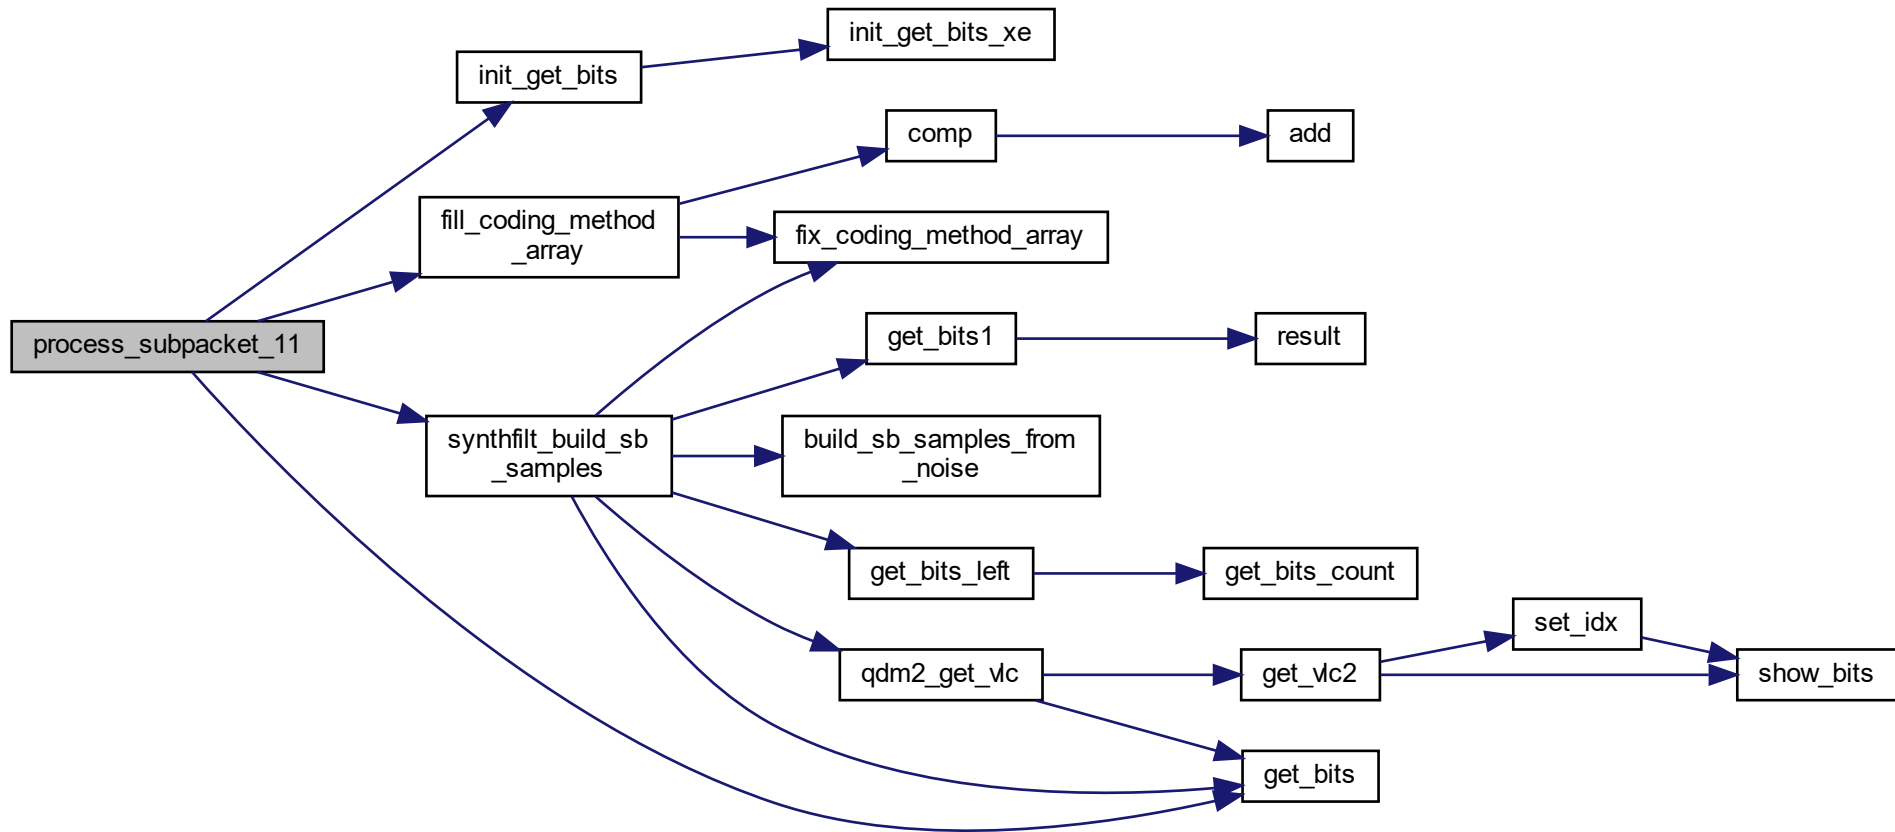 init_get_bits_xe
init_get_bits
comp
add
fill_coding_method
_array
fix_coding_method_array
process_subpacket_11
get_bits1
result
synthfilt_build_sb
_samples
build_sb_samples_from
_noise
get_bits_left
get_bits_count
set_idx
qdm2_get_vlc
get_vlc2
show_bits
get_bits